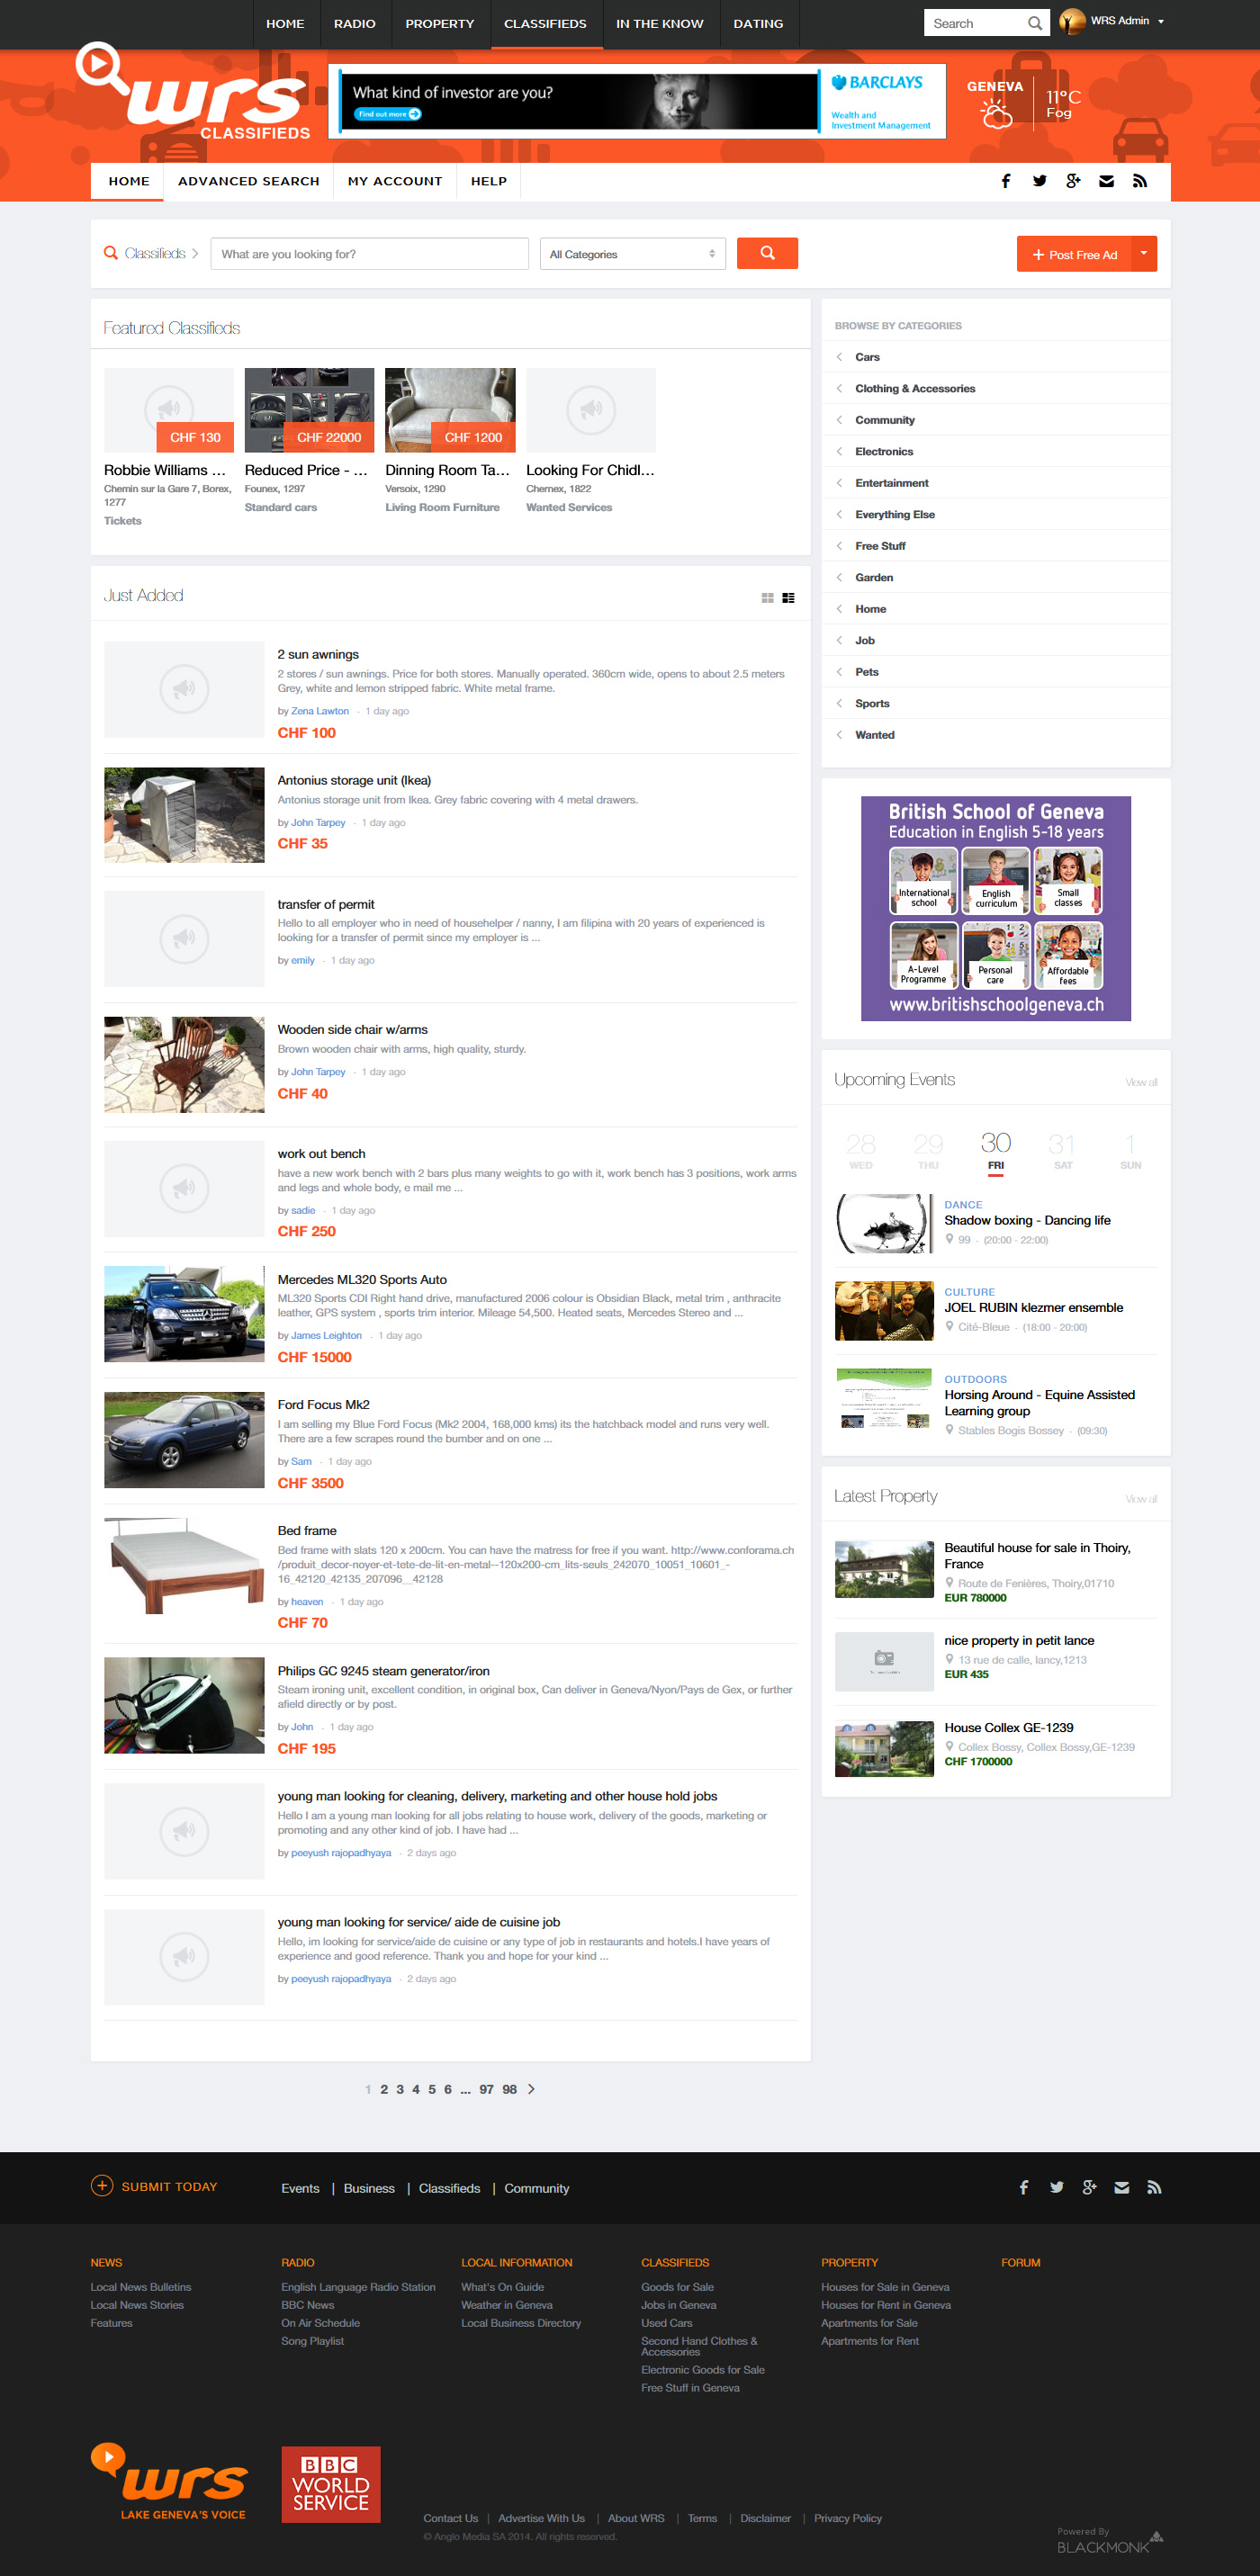 HOME RADIO PROPERTY CLASSIFIEDS IN THE KNOW DATING Search WRS Admin
wrs
CLASSIFIEDS
What kind of investor are you?
Find out more
BARCLAYS
Wealth and
Investment Management
GENEVA
11°C
Fog
HOME ADVANCED SEARCH MY ACCOUNT HELP
Classifieds What are you looking for? All Categories + Post Free Ad
Featured Classifieds
CHF 130
Robbie Williams ...
Chemin sur la Gare 7, Borex,
1277
Tickets
CHF 22000
Reduced Price - ...
Founex, 1297
Standard cars
CHF 1200
Dinning Room Ta...
Versoix, 1290
Living Room Furniture
Looking For Chidl...
Chernex, 1822
Wanted Services
Just Added
2 sun awnings
2 stores / sun awnings. Price for both stores. Manually operated. 360cm wide, opens to about 2.5 meters
Grey, white and lemon stripped fabric. White metal frame.
by Zena Lawton - 1 day ago
CHF 100
Antonius storage unit (Ikea)
Antonius storage unit from Ikea. Grey fabric covering with 4 metal drawers.
by John Tarpey - 1 day ago
CHF 35
transfer of permit
Hello to all employer who in need of househelper / nanny, I am filipina with 20 years of experienced is
looking for a transfer of permit since my employer is ...
by emily - 1 day ago
Wooden side chair w/arms
Brown wooden chair with arms, high quality, sturdy.
by John Tarpey - 1 day ago
CHF 40
work out bench
have a new work bench with 2 bars plus many weights to go with it, work bench has 3 positions, work arms
and legs and whole body, e mail me ...
by sadie - 1 day ago
CHF 250
Mercedes ML320 Sports Auto
ML320 Sports CDI Right hand drive, manufactured 2006 colour is Obsidian Black, metal trim , anthracite
leather, GPS system , sports trim interior. Mileage 54,500. Heated seats, Mercedes Stereo and ...
by James Leighton - 1 day ago
CHF 15000
Ford Focus Mk2
I am selling my Blue Ford Focus (Mk2 2004, 168,000 kms) its the hatchback model and runs very well.
There are a few scrapes round the bumber and on one ...
by Sam - 1 day ago
CHF 3500
Bed frame
Bed frame with slats 120 x 200cm. You can have the matress for free if you want. http://www.conforama.ch
/produit_decor-noyer-et-tete-de-lit-en-metal--120x200-cm_lits-seuls_242070_10051_10601_-
16_42120_42135_207096__42128
by heaven - 1 day ago
CHF 70
Philips GC 9245 steam generator/iron
Steam ironing unit, excellent condition, in original box, Can deliver in Geneva/Nyon/Pays de Gex, or further
afield directly or by post.
by John - 1 day ago
CHF 195
young man looking for cleaning, delivery, marketing and other house hold jobs
Hello I am a young man looking for all jobs relating to house work, delivery of the goods, marketing or
promoting and any other kind of job. I have had ...
by peeyush rajopadhyaya - 2 days ago
young man looking for service/ aide de cuisine job
Hello, im looking for service/aide de cuisine or any type of job in restaurants and hotels.I have years of
experience and good reference. Thank you and hope for your kind ...
by peeyush rajopadhyaya - 2 days ago
1 2 3 4 5 6 ... 97 98
BROWSE BY CATEGORIES
Cars
Clothing & Accessories
Community
Electronics
Entertainment
Everything Else
Free Stuff
Garden
Home
Job
Pets
Sports
Wanted
British School of Geneva
Education in English 5-18 years
International
school
English
curriculum
Small
classes
A-Level
Programme
Personal
care
Affordable
fees
www.britishschoolgeneva.ch
Upcoming Events View all
28 29 30 31 1
WED THU FRI SAT SUN
DANCE
Shadow boxing - Dancing life
99 - (20:00 - 22:00)
CULTURE
JOEL RUBIN klezmer ensemble
Cité-Bleue - (18:00 - 20:00)
OUTDOORS
Horsing Around - Equine Assisted
Learning group
Stables Bogis Bossey - (09:30)
Latest Property View all
Beautiful house for sale in Thoiry,
France
Route de Fenières, Thoiry,01710
EUR 780000
nice property in petit lance
13 rue de calle, lancy,1213
EUR 435
House Collex GE-1239
Collex Bossy, Collex Bossy,GE-1239
CHF 1700000
SUBMIT TODAY Events | Business | Classifieds | Community
NEWS
Local News Bulletins
Local News Stories
Features
RADIO
English Language Radio Station
BBC News
On Air Schedule
Song Playlist
LOCAL INFORMATION
What's On Guide
Weather in Geneva
Local Business Directory
CLASSIFIEDS
Goods for Sale
Jobs in Geneva
Used Cars
Second Hand Clothes &
Accessories
Electronic Goods for Sale
Free Stuff in Geneva
PROPERTY
Houses for Sale in Geneva
Houses for Rent in Geneva
Apartments for Sale
Apartments for Rent
FORUM
wrs
LAKE GENEVA'S VOICE
BBC
WORLD
SERVICE
Contact Us | Advertise With Us | About WRS | Terms | Disclaimer | Privacy Policy
© Anglo Media SA 2014. All rights reserved.
Powered By
BLACKMONK